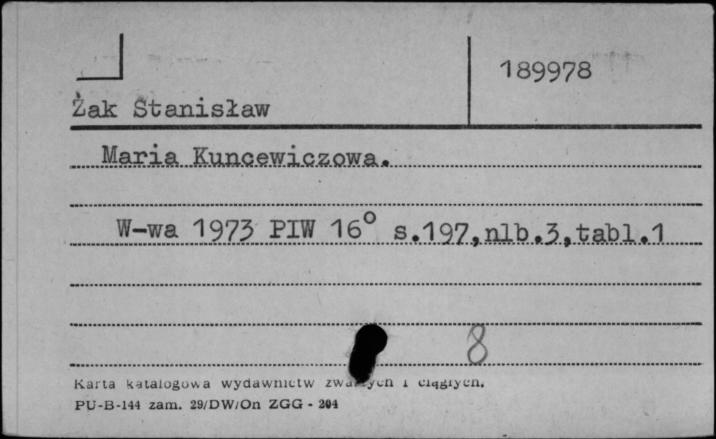 189978
Żak Stanisław
Maria Kuncewiczowa.
W-wa 1973 PIW 16° s.197,nlb.3,tabl.1
8
Karta katalogowa wydawnictw zwartych i ciągłych.
PU-B-144 zam. 29/DW/On ZGG - 204